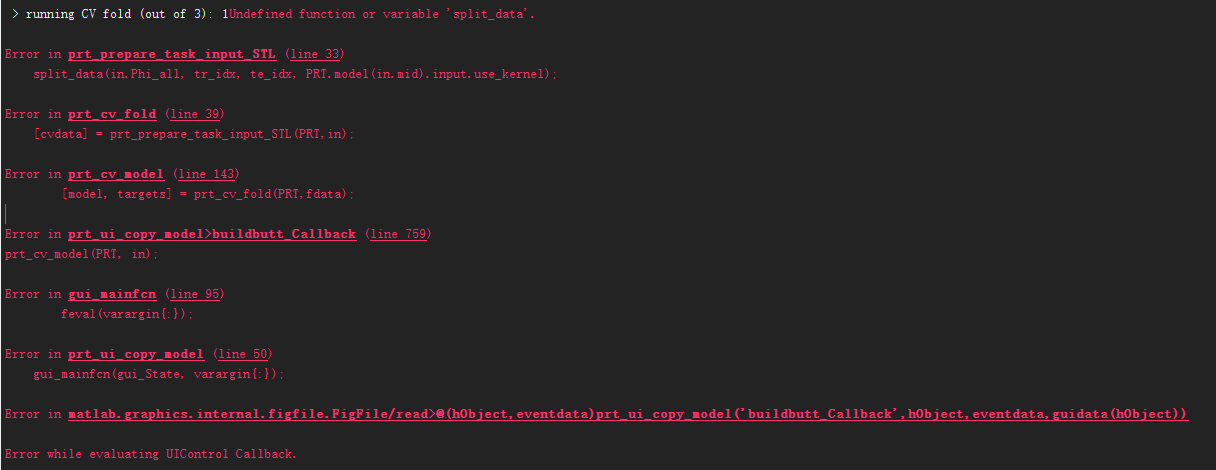 > running CV fold (out of 3): 1Undefined function or variable 'split_data'.
Error in prt_prepare_task_input_STL (line 33)
split_data(in.Phi_all, tr_idx, te_idx, PRT.model(in.mid).input.use_kernel);
Error in prt_cv_fold (line 39)
[cvdata] = prt_prepare_task_input_STL(PRT,in);
Error in prt_cv_model (line 143)
[model, targets] = prt_cv_fold(PRT,fdata);
Error in prt_ui_copy_model>buildbutt_Callback (line 759)
prt_cv_model(PRT, in);
Error in gui_mainfcn (line 95)
feval(varargin{:});
Error in prt_ui_copy_model (line 50)
gui_mainfcn(gui_State, varargin{:});
Error in matlab.graphics.internal.figfile.FigFile/read>@(hObject,eventdata)prt_ui_copy_model('buildbutt_Callback',hObject,eventdata,guidata(hObject))
Error while evaluating UIControl Callback.